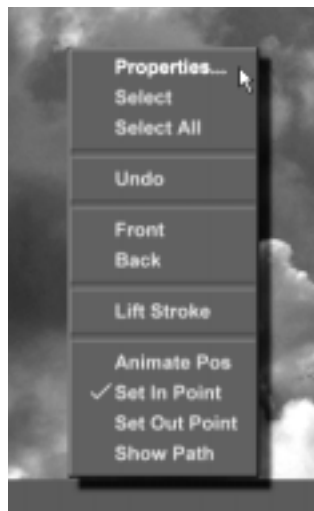 Properties...
Select
Select All
Undo
Front
Back
Lift Stroke
Animate Pos
✓ Set In Point
Set Out Point
Show Path